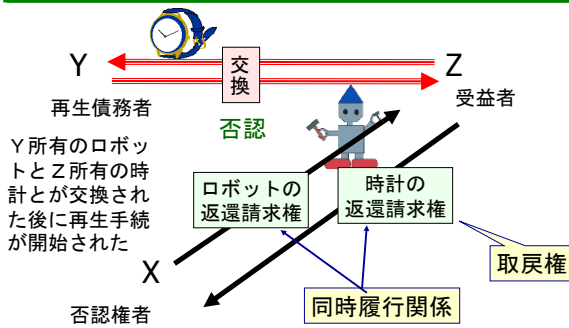 Y
Z
交
換
再生債務者
受益者
否認
Y所有のロボッ
トとZ所有の時
計とが交換され
た後に再生手続
が開始された
ロボットの
返還請求権
時計の
返還請求権
取戻権
X
否認権者
同時履行関係